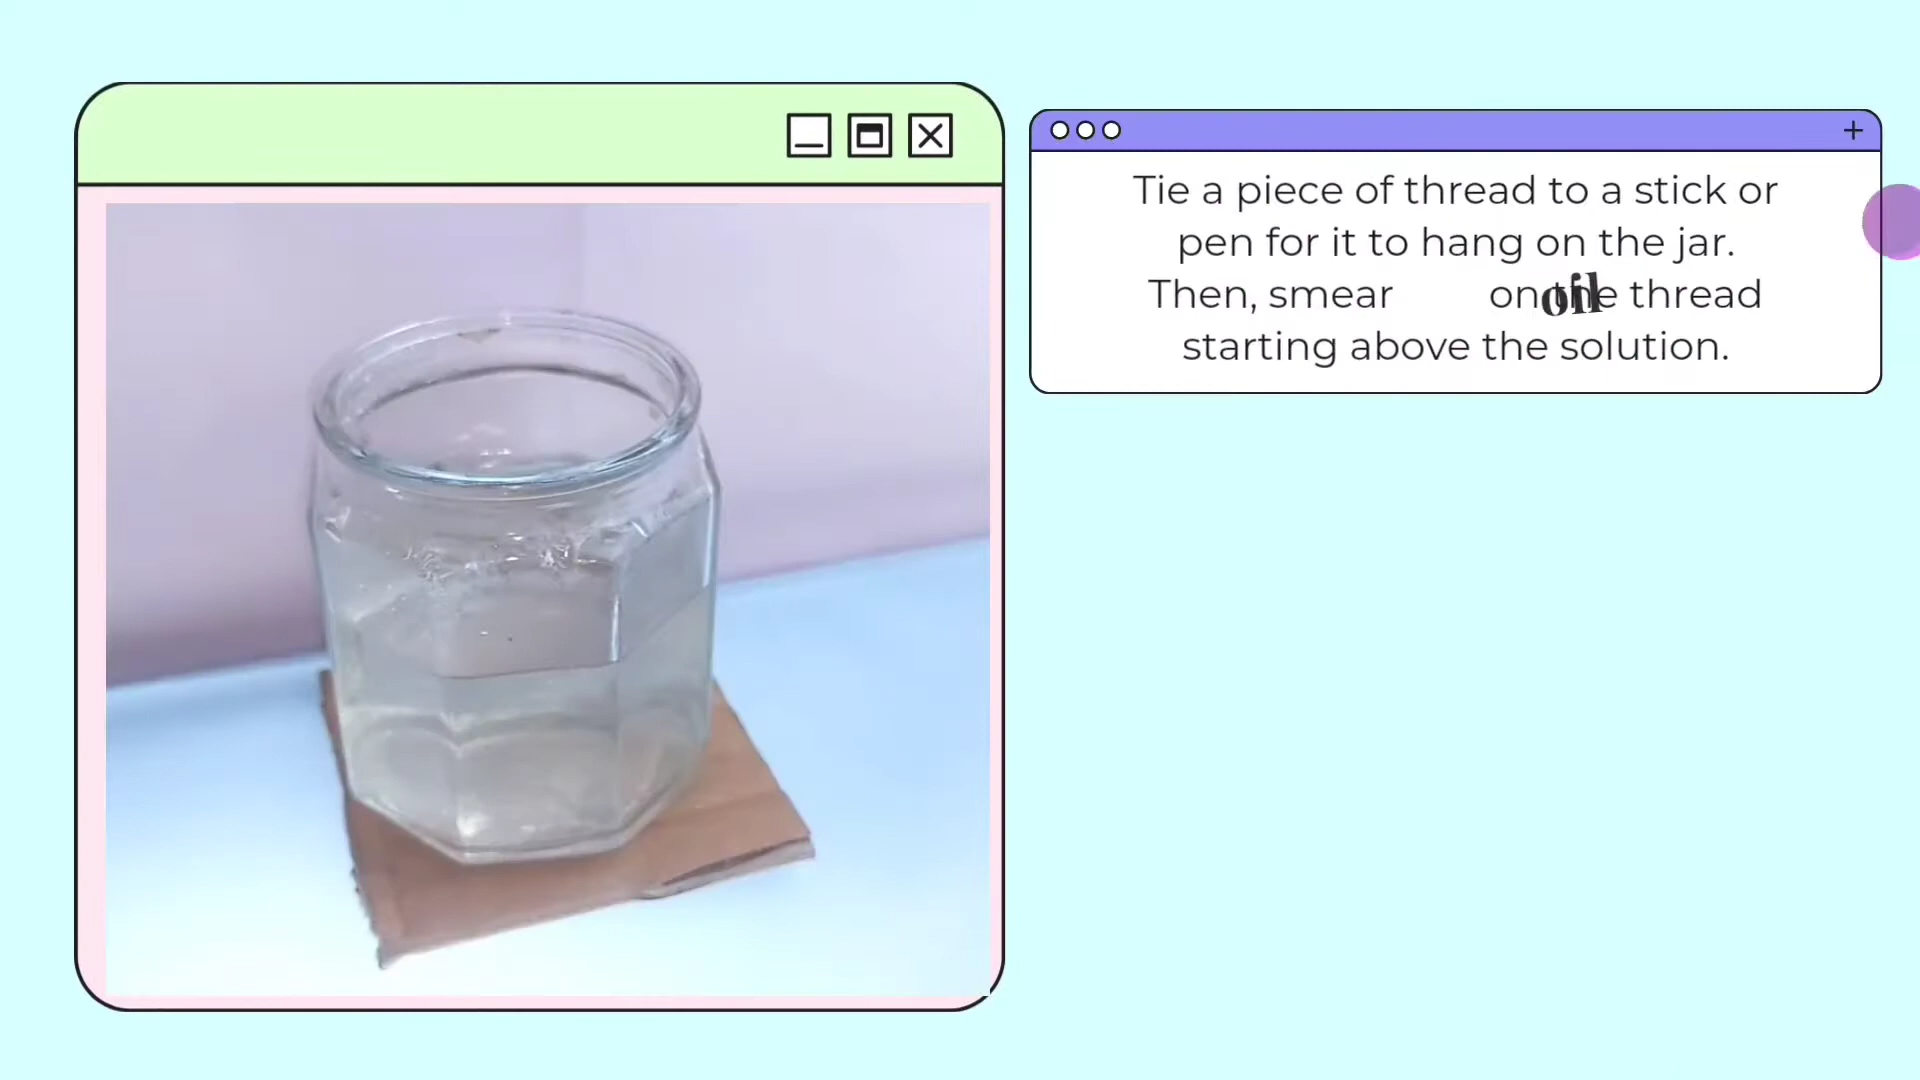 Tie a piece of thread to a stick or
pen for it to hang on the jar.
Then, smear oil on the thread
starting above the solution.